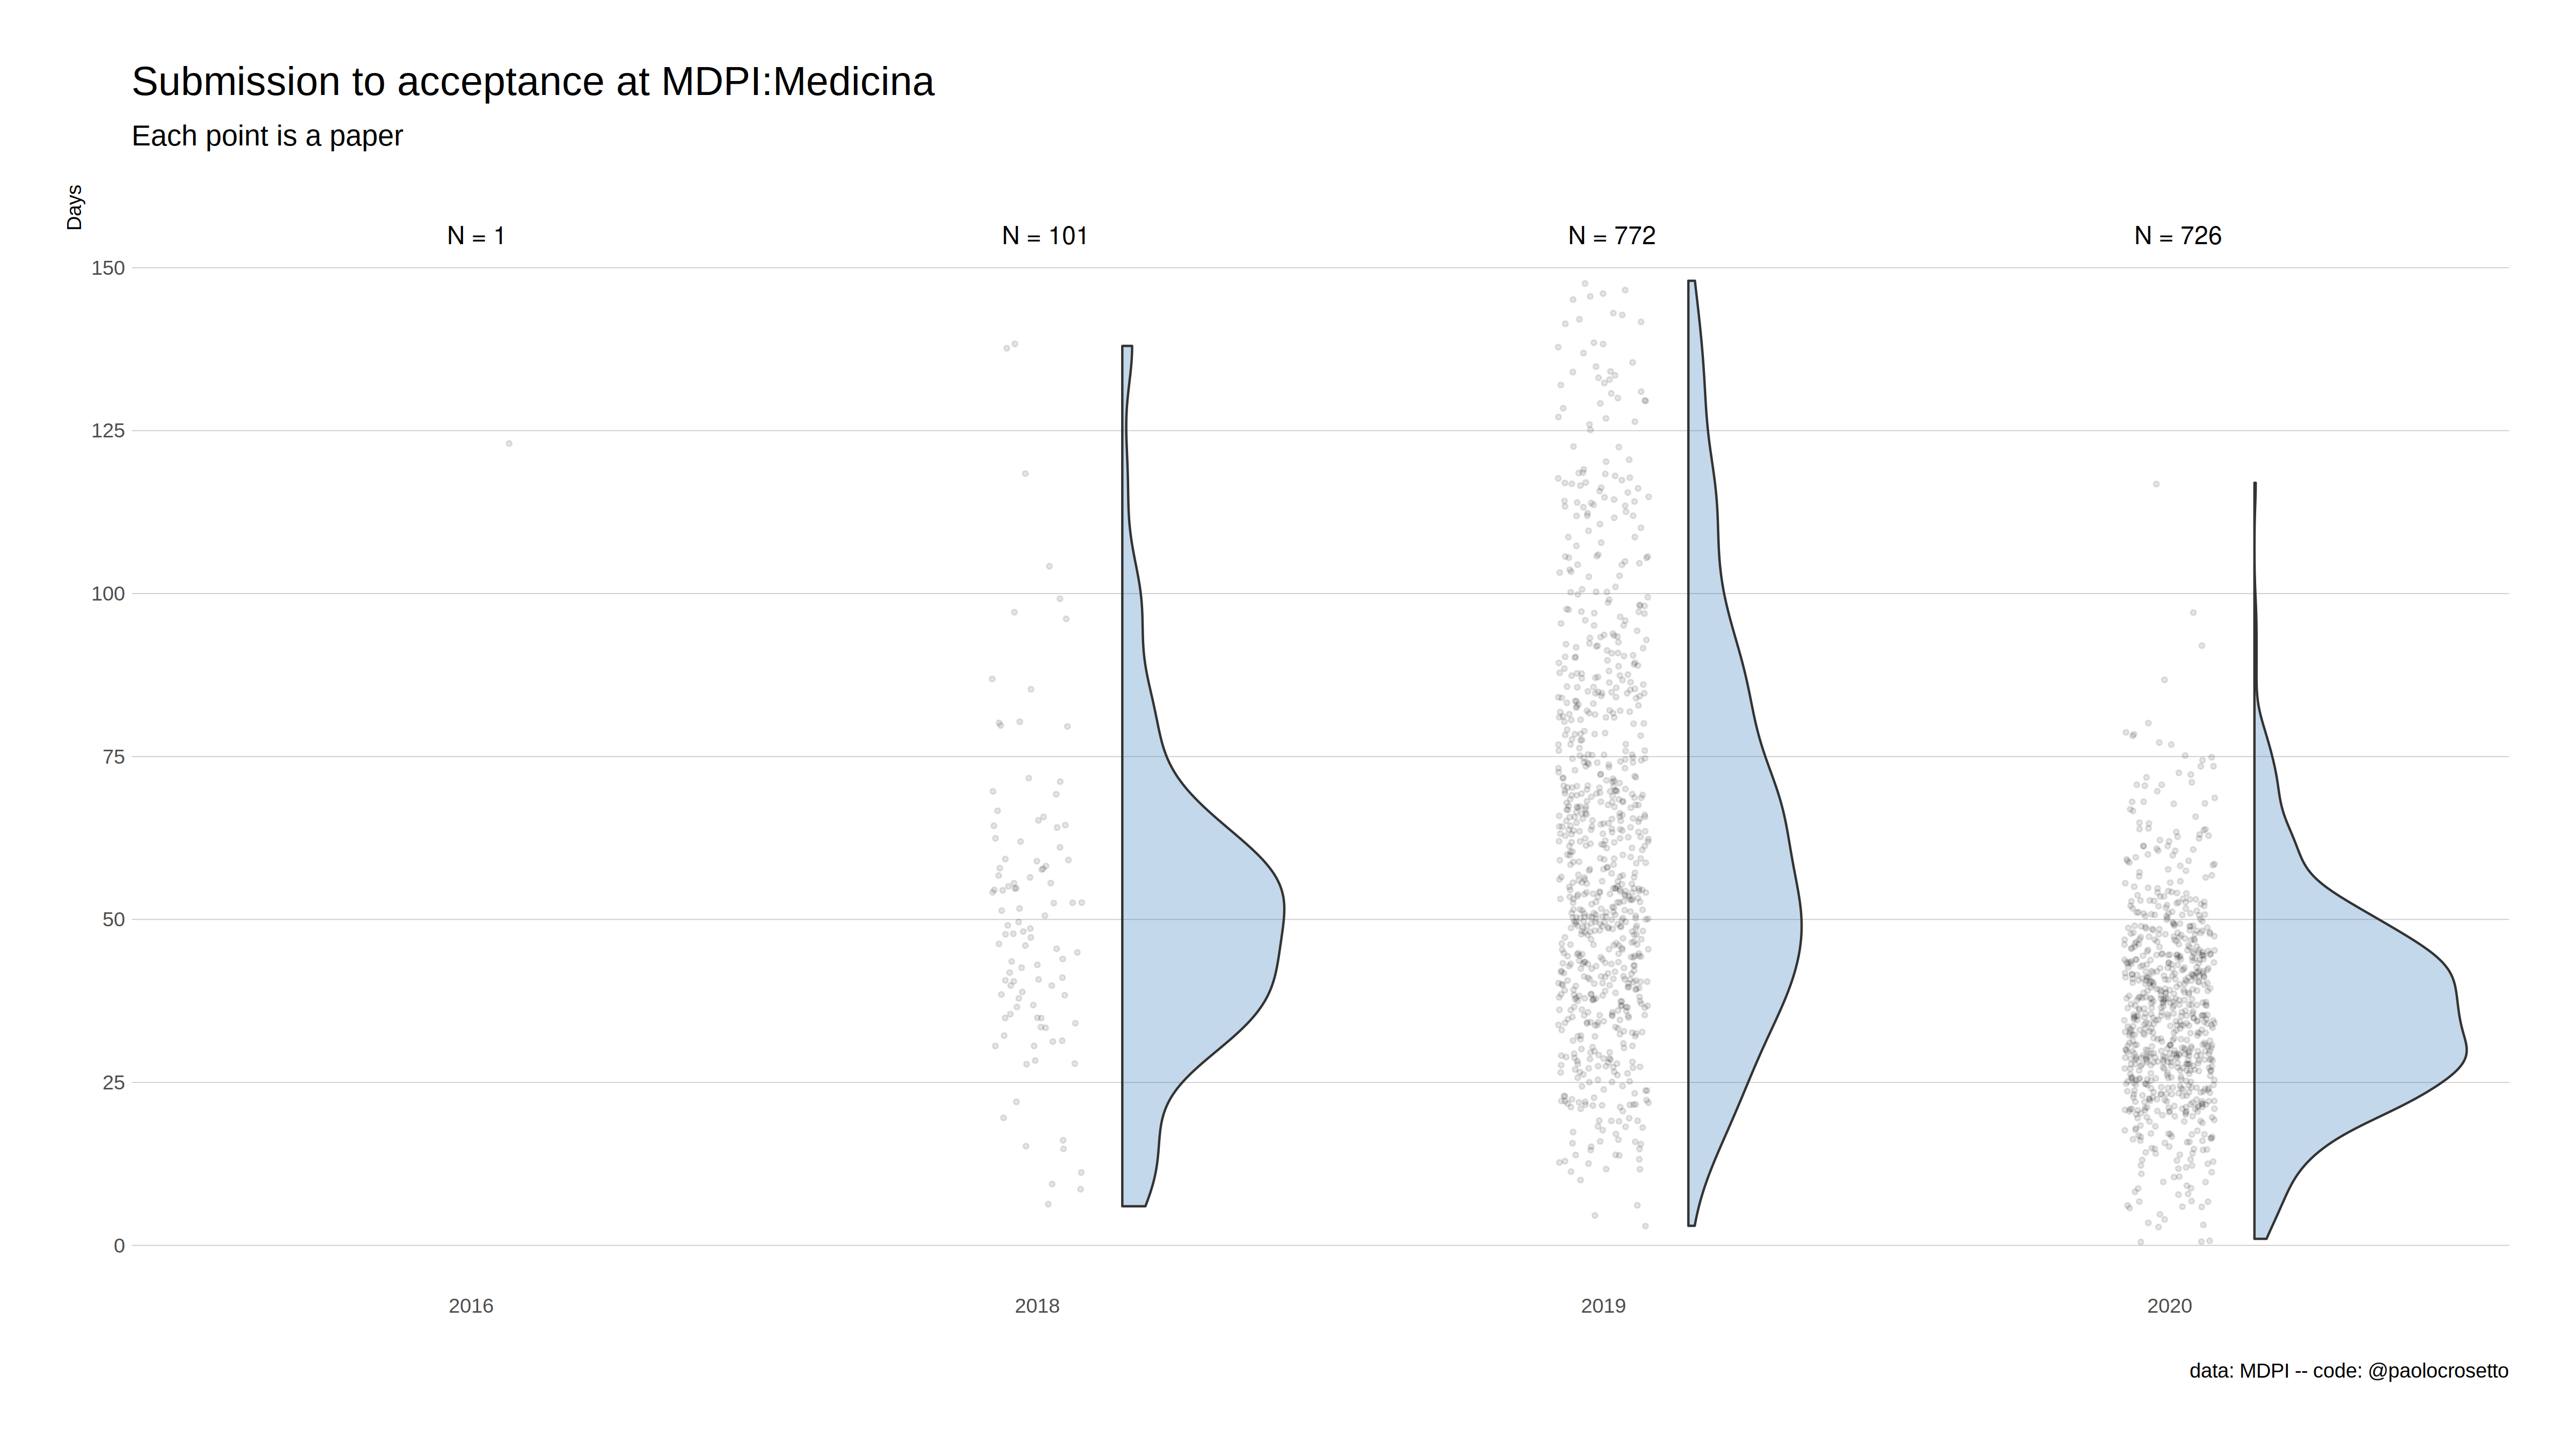 Submission to acceptance at MDPI:Medicina
Each point is a paper
Days
N = 1
N = 101
N = 772
N = 726
150
125
100
75
50
25
0
2016
2018
2019
2020
data: MDPI -- code: @paolocrosetto